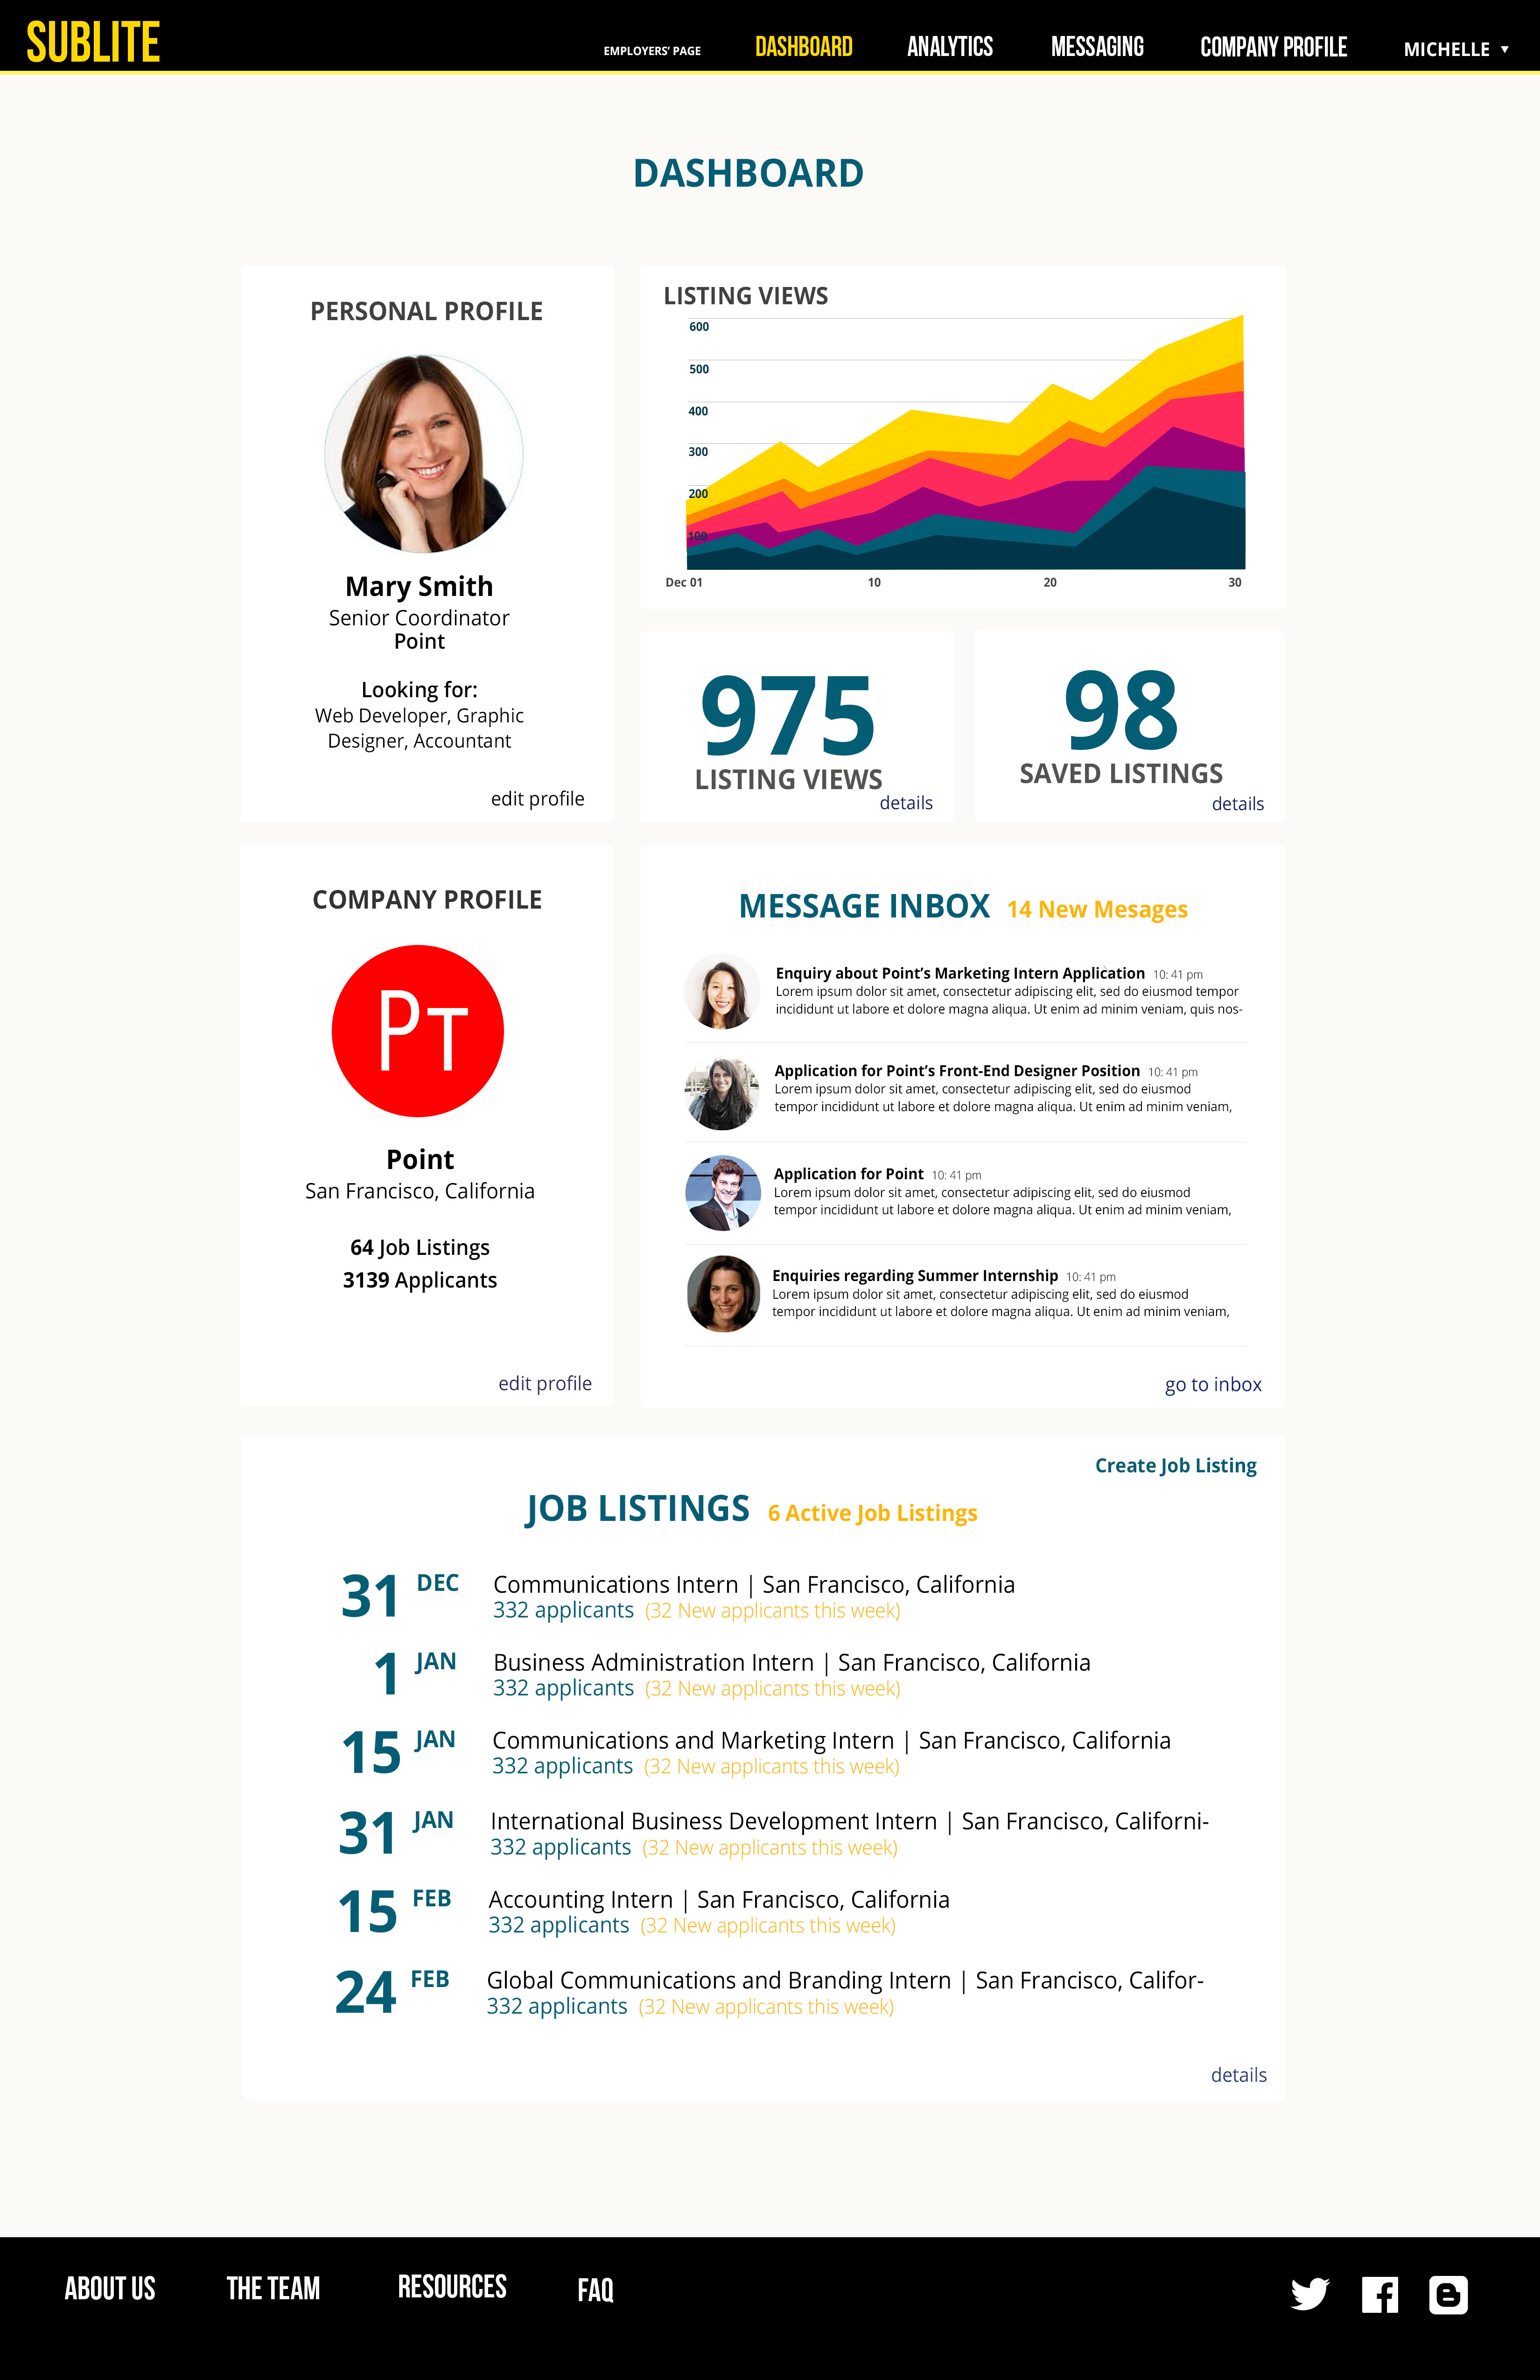 SUBLITE
EMPLOYERS' PAGE
DASHBOARD
ANALYTICS
MESSAGING
COMPANY PROFILE
MICHELLE ▼
DASHBOARD
PERSONAL PROFILE
Mary Smith
Senior Coordinator
Point
Looking for:
Web Developer, Graphic
Designer, Accountant
edit profile
LISTING VIEWS
600
500
400
300
200
100
Dec 01
10
20
30
975
LISTING VIEWS
details
98
SAVED LISTINGS
details
COMPANY PROFILE
PT
Point
San Francisco, California
64 Job Listings
3139 Applicants
edit profile
MESSAGE INBOX 14 New Mesages
Enquiry about Point’s Marketing Intern Application 10: 41 pm
Lorem ipsum dolor sit amet, consectetur adipiscing elit, sed do eiusmod tempor
incididunt ut labore et dolore magna aliqua. Ut enim ad minim veniam, quis nos-
Application for Point’s Front-End Designer Position 10: 41 pm
Lorem ipsum dolor sit amet, consectetur adipiscing elit, sed do eiusmod
tempor incididunt ut labore et dolore magna aliqua. Ut enim ad minim veniam,
Application for Point 10: 41 pm
Lorem ipsum dolor sit amet, consectetur adipiscing elit, sed do eiusmod
tempor incididunt ut labore et dolore magna aliqua. Ut enim ad minim veniam,
Enquiries regarding Summer Internship 10: 41 pm
Lorem ipsum dolor sit amet, consectetur adipiscing elit, sed do eiusmod
tempor incididunt ut labore et dolore magna aliqua. Ut enim ad minim veniam,
go to inbox
Create Job Listing
JOB LISTINGS 6 Active Job Listings
31 DEC
Communications Intern | San Francisco, California
332 applicants (32 New applicants this week)
1 JAN
Business Administration Intern | San Francisco, California
332 applicants (32 New applicants this week)
15 JAN
Communications and Marketing Intern | San Francisco, California
332 applicants (32 New applicants this week)
31 JAN
International Business Development Intern | San Francisco, Californi-
332 applicants (32 New applicants this week)
15 FEB
Accounting Intern | San Francisco, California
332 applicants (32 New applicants this week)
24 FEB
Global Communications and Branding Intern | San Francisco, Califor-
332 applicants (32 New applicants this week)
details
ABOUT US
THE TEAM
RESOURCES
FAQ